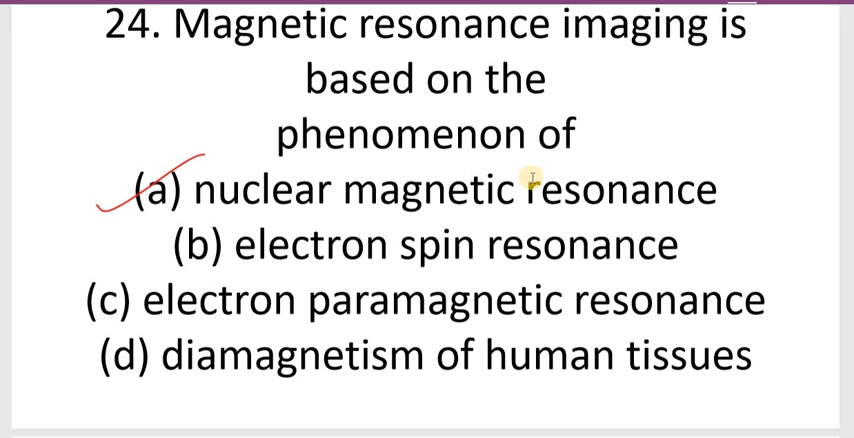 24. Magnetic resonance imaging is
based on the
phenomenon of
(a) nuclear magnetic resonance
(b) electron spin resonance
(c) electron paramagnetic resonance
(d) diamagnetism of human tissues